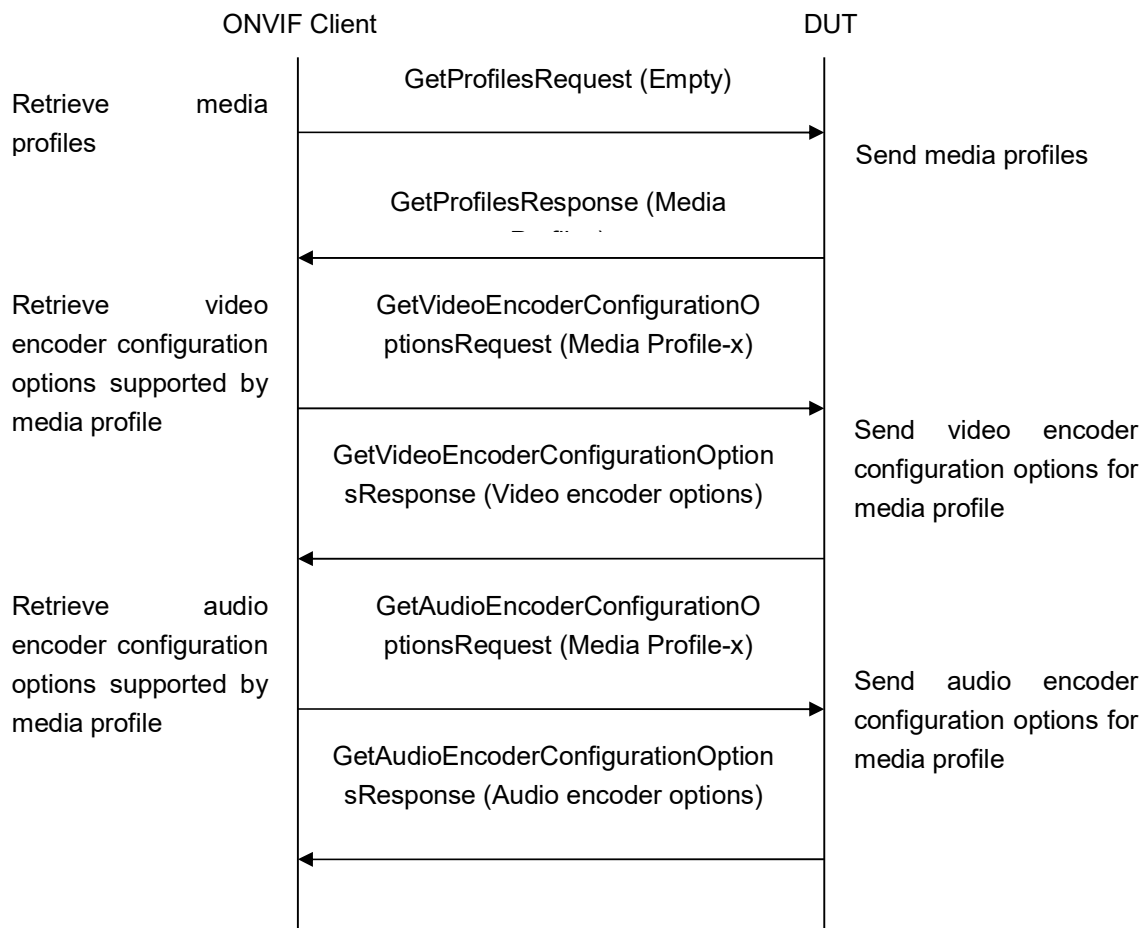 ONVIF Client
DUT
GetProfilesRequest (Empty)
Retrieve media
profiles
Send media profiles
GetProfilesResponse (Media
Retrieve video
encoder configuration
options supported by
media profile
GetVideoEncoderConfigurationO
ptionsRequest (Media Profile-x)
Send video encoder
configuration options for
media profile
GetVideoEncoderConfigurationOption
sResponse (Video encoder options)
Retrieve audio
encoder configuration
options supported by
media profile
GetAudioEncoderConfigurationO
ptionsRequest (Media Profile-x)
Send audio encoder
configuration options for
media profile
GetAudioEncoderConfigurationOption
sResponse (Audio encoder options)